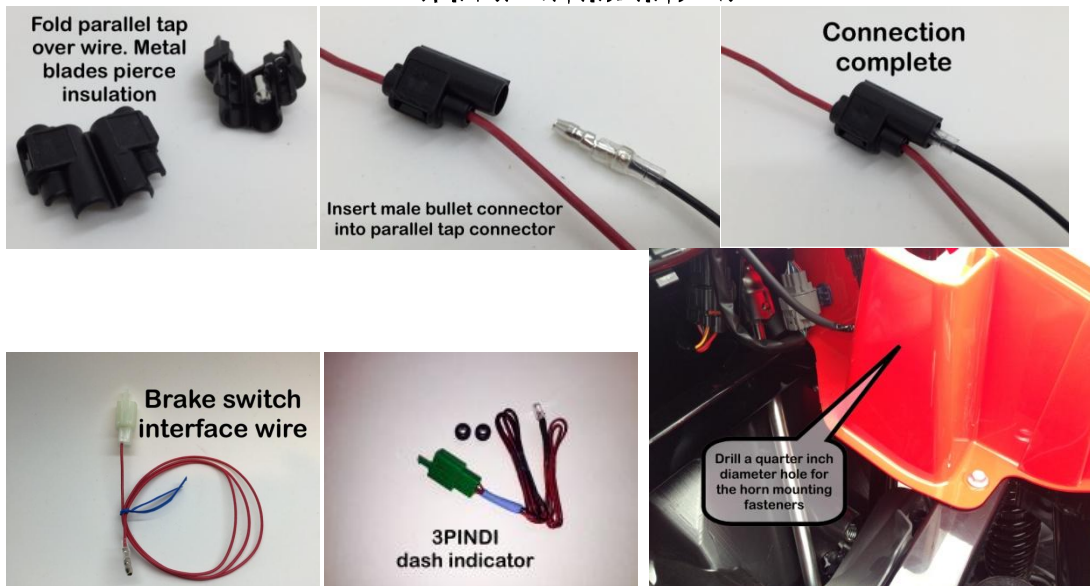 Fold parallel tap
over wire. Metal
blades pierce
insulation
Insert male bullet connector
into parallel tap connector
Connection
complete
Brake switch
interface wire
3PINDI
dash indicator
Drill a quarter inch
diameter hole for
the horn mounting
fasteners